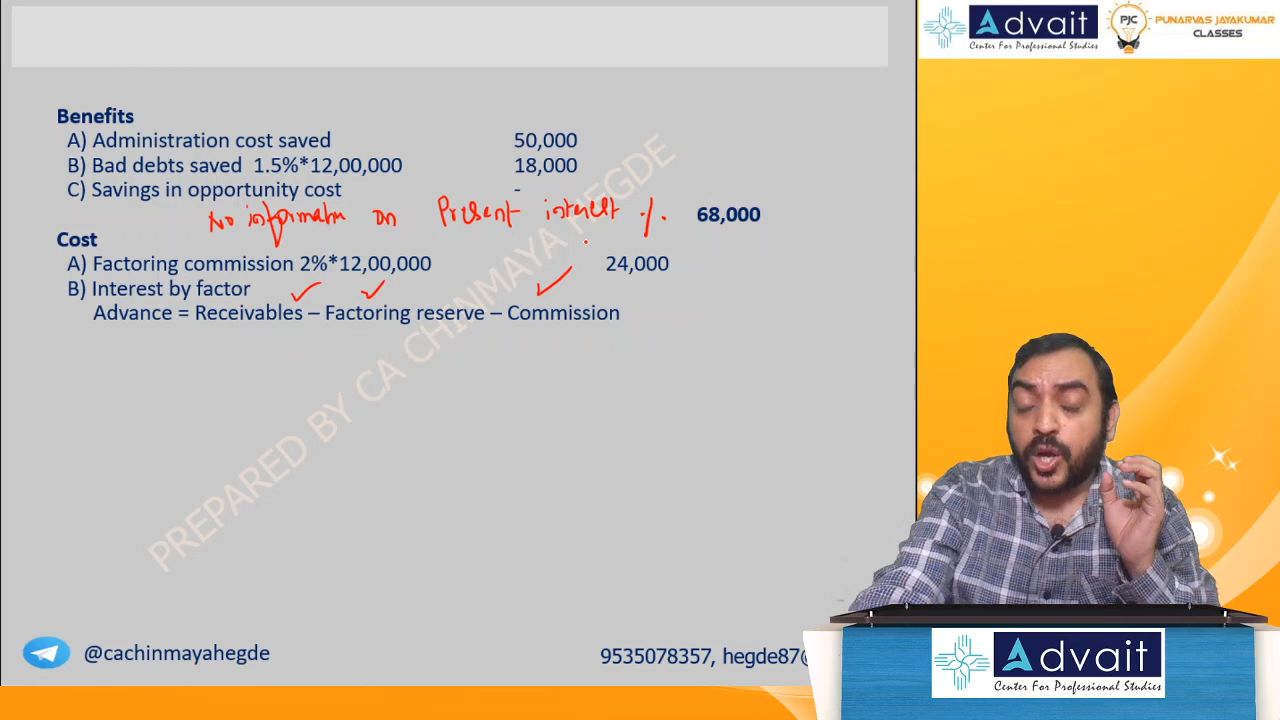 Advait
Center For Professional Studies
PJC
PUNARVAS JAYAKUMAR
CLASSES
Benefits
A) Administration cost saved 50,000
B) Bad debts saved 1.5%*12,00,000 18,000
C) Savings in opportunity cost -
No information on Present interest %. 68,000
Cost
A) Factoring commission 2%*12,00,000 24,000
B) Interest by factor
Advance = Receivables – Factoring reserve – Commission
PREPARED BY CA CHINMAYA HEGDE
@cachinmayahegde
9535078357, hegde87@
Advait
Center For Professional Studies